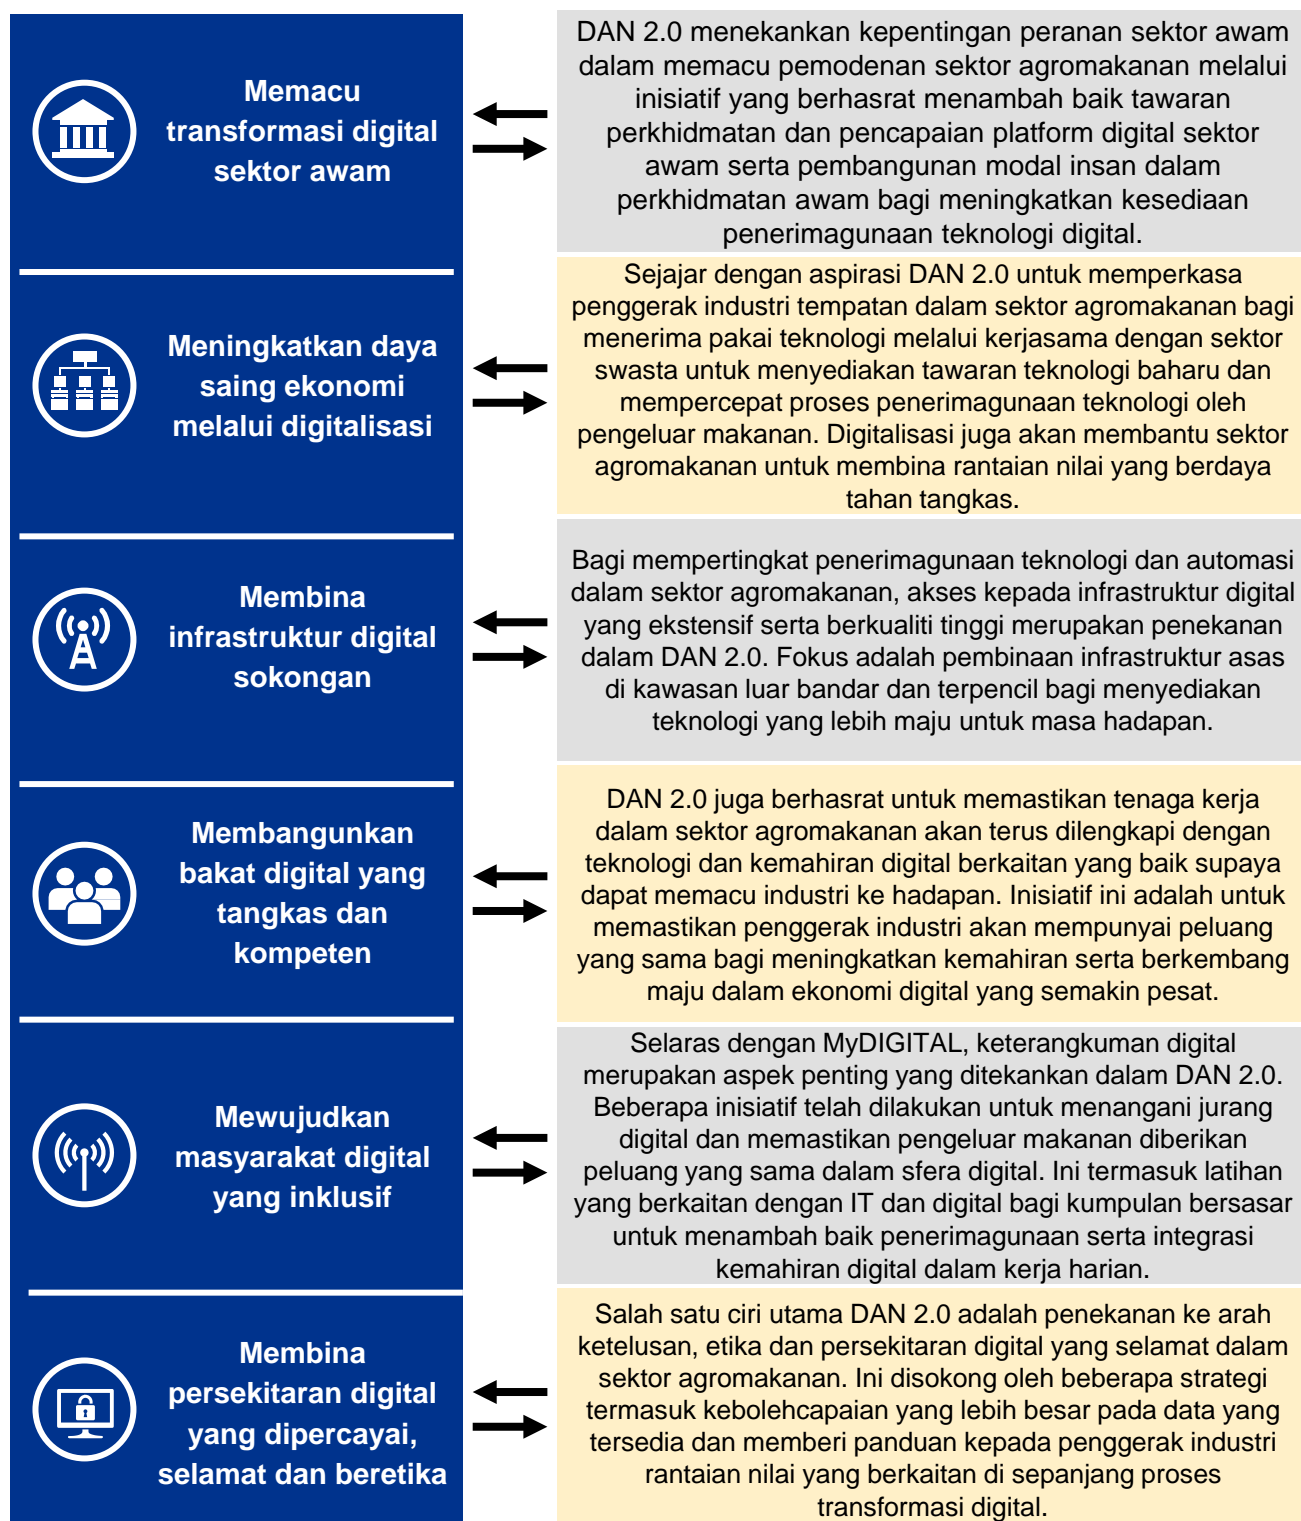 Memacu
transformasi digital
sektor awam
DAN 2.0 menekankan kepentingan peranan sektor awam
dalam memacu pemodenan sektor agromakanan melalui
inisiatif yang berhasrat menambah baik tawaran
perkhidmatan dan pencapaian platform digital sektor
awam serta pembangunan modal insan dalam
perkhidmatan awam bagi meningkatkan kesediaan
penerimagunaan teknologi digital.
Meningkatkan daya
saing ekonomi
melalui digitalisasi
Sejajar dengan aspirasi DAN 2.0 untuk memperkasa
penggerak industri tempatan dalam sektor agromakanan bagi
menerima pakai teknologi melalui kerjasama dengan sektor
swasta untuk menyediakan tawaran teknologi baharu dan
mempercepat proses penerimagunaan teknologi oleh
pengeluar makanan. Digitalisasi juga akan membantu sektor
agromakanan untuk membina rantaian nilai yang berdaya
tahan tangkas.
Membina
infrastruktur digital
sokongan
Bagi mempertingkat penerimagunaan teknologi dan automasi
dalam sektor agromakanan, akses kepada infrastruktur digital
yang ekstensif serta berkualiti tinggi merupakan penekanan
dalam DAN 2.0. Fokus adalah pembinaan infrastruktur asas
di kawasan luar bandar dan terpencil bagi menyediakan
teknologi yang lebih maju untuk masa hadapan.
Membangunkan
bakat digital yang
tangkas dan
kompeten
DAN 2.0 juga berhasrat untuk memastikan tenaga kerja
dalam sektor agromakanan akan terus dilengkapi dengan
teknologi dan kemahiran digital berkaitan yang baik supaya
dapat memacu industri ke hadapan. Inisiatif ini adalah untuk
memastikan penggerak industri akan mempunyai peluang
yang sama bagi meningkatkan kemahiran serta berkembang
maju dalam ekonomi digital yang semakin pesat.
Mewujudkan
masyarakat digital
yang inklusif
Selaras dengan MyDIGITAL, keterangkuman digital
merupakan aspek penting yang ditekankan dalam DAN 2.0.
Beberapa inisiatif telah dilakukan untuk menangani jurang
digital dan memastikan pengeluar makanan diberikan
peluang yang sama dalam sfera digital. Ini termasuk latihan
yang berkaitan dengan IT dan digital bagi kumpulan bersasar
untuk menambah baik penerimagunaan serta integrasi
kemahiran digital dalam kerja harian.
Membina
persekitaran digital
yang dipercayai,
selamat dan beretika
Salah satu ciri utama DAN 2.0 adalah penekanan ke arah
ketelusan, etika dan persekitaran digital yang selamat dalam
sektor agromakanan. Ini disokong oleh beberapa strategi
termasuk kebolehcapaian yang lebih besar pada data yang
tersedia dan memberi panduan kepada penggerak industri
rantaian nilai yang berkaitan di sepanjang proses
transformasi digital.